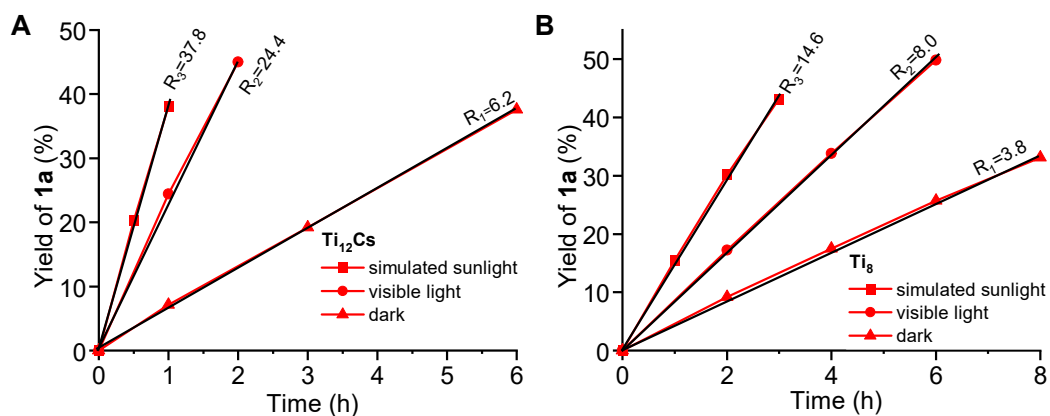 A
Yield of 1a (%)
50
40
30
20
10
0
R₃=37.8
R₂=24.4
R₁=6.2
Ti₁₂Cs
simulated sunlight
visible light
dark
0 1 2 3 4 5 6
Time (h)
B
Yield of 1a (%)
50
40
30
20
10
0
R₃=14.6
R₂=8.0
R₁=3.8
Ti₈
simulated sunlight
visible light
dark
0 2 4 6 8
Time (h)